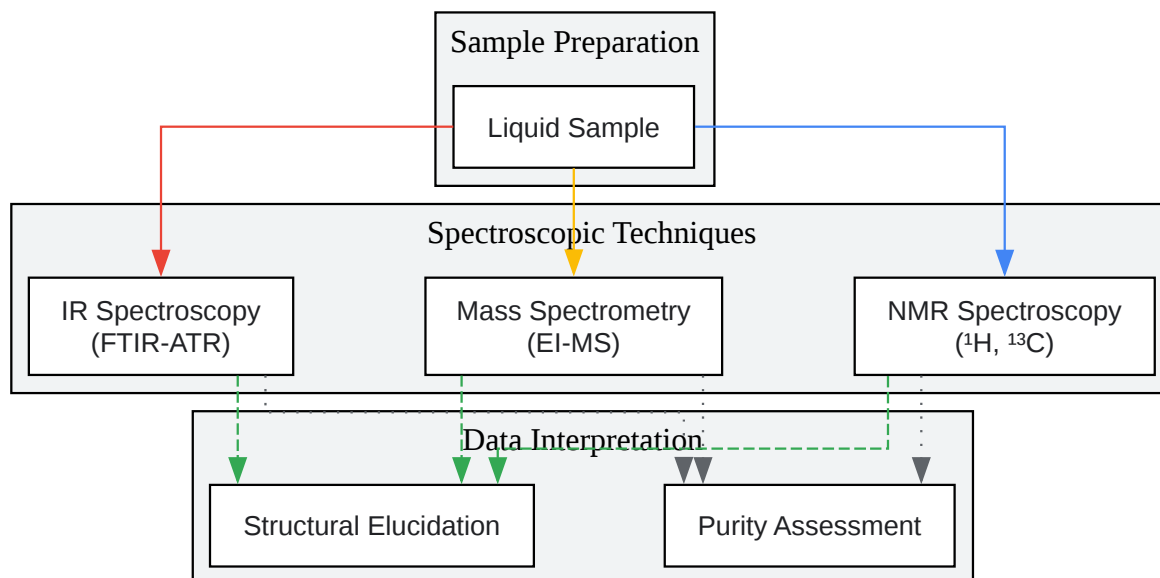 Sample Preparation
Liquid Sample
Spectroscopic Techniques
IR Spectroscopy
(FTIR-ATR)
Mass Spectrometry
(EI-MS)
NMR Spectroscopy
(¹H, ¹³C)
Data Interpretation
Structural Elucidation
Purity Assessment